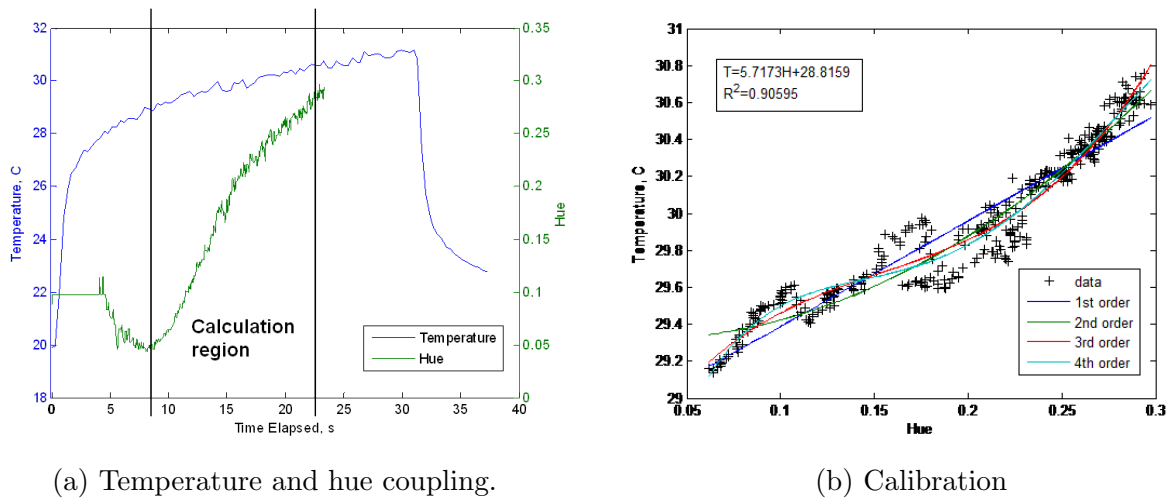 32
30
28
26
24
22
20
18
Temperature, C
0.35
0.3
0.25
0.2
0.15
0.1
0.05
0
Hue
Calculation
region
Temperature
Hue
0 5 10 15 20 25 30 35 40
Time Elapsed, s
(a) Temperature and hue coupling.
31
30.8
30.6
30.4
30.2
30
29.8
29.6
29.4
29.2
29
Temperature, C
T=5.7173H+28.8159
R²=0.90595
data
1st order
2nd order
3rd order
4th order
0.05 0.1 0.15 0.2 0.25 0.3
Hue
(b) Calibration